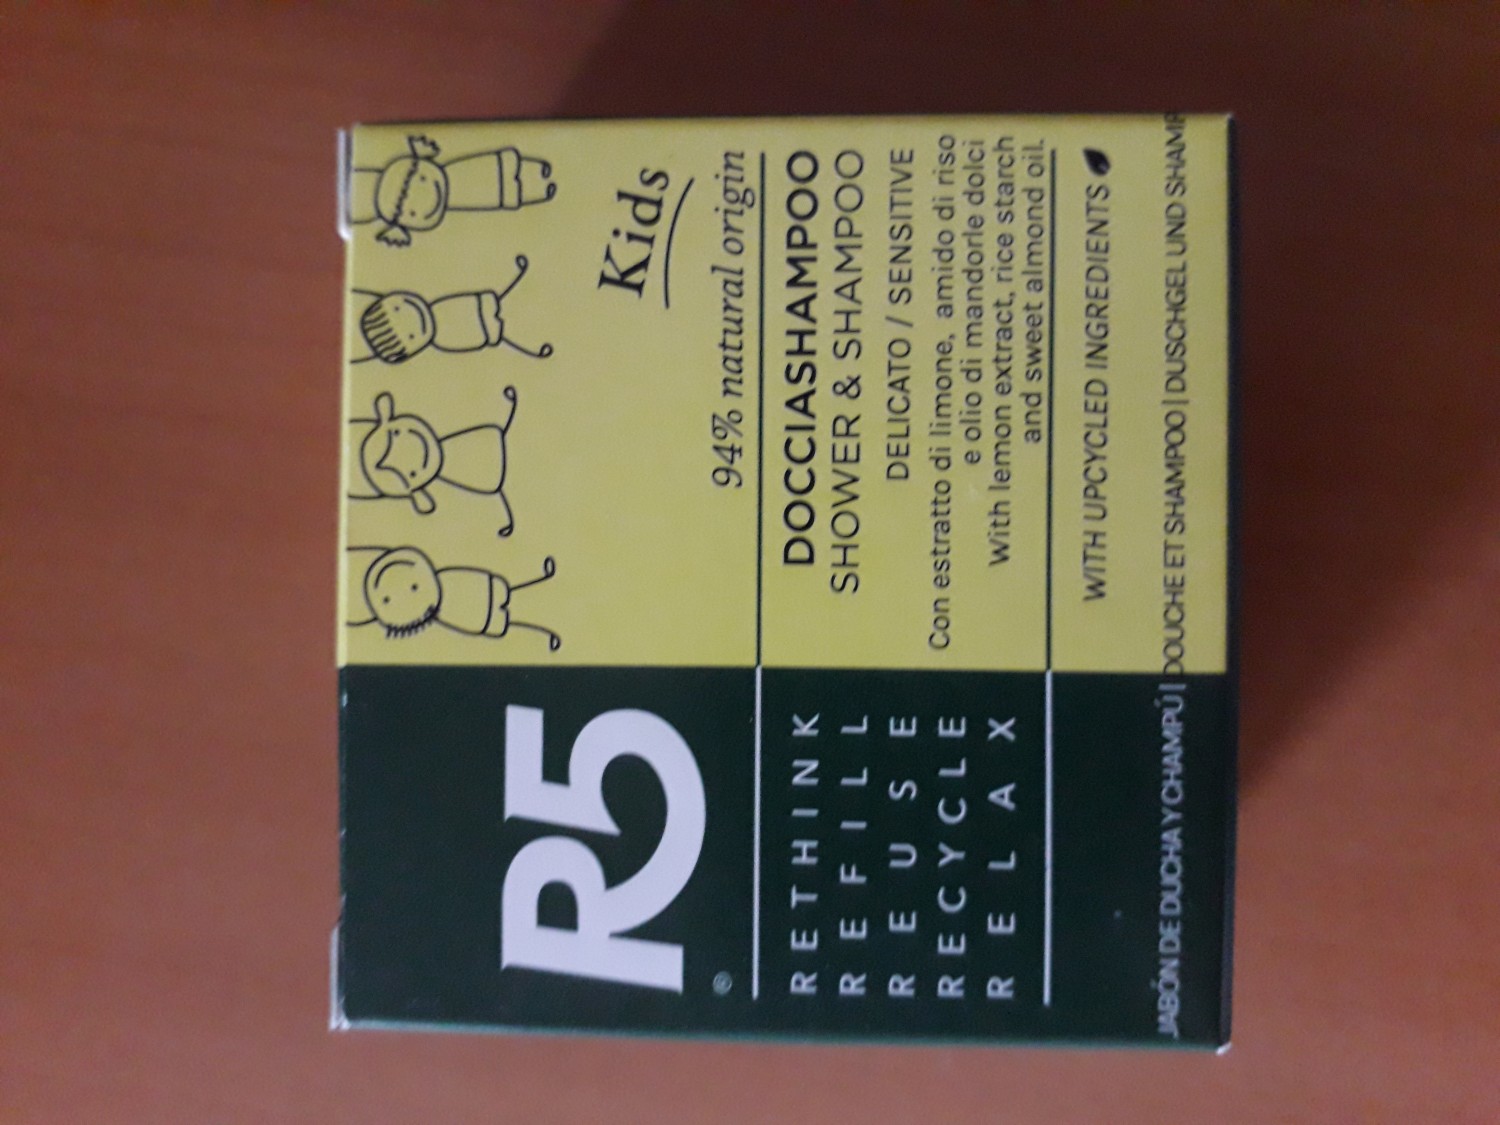 R5
®
RETHINK
REFILL
REUSE
RECYCLE
RELAX
Kids
94% natural origin
DOCCIASHAMPOO
SHOWER & SHAMPOO
DELICATO / SENSITIVE
Con estratto di limone, amido di riso
e olio di mandorle dolci
With lemon extract, rice starch
and sweet almond oil.
WITH UPCYCLED INGREDIENTS
JABÓN DE DUCHA Y CHAMPÚ | DOUCHE ET SHAMPOO | DUSCHGEL UND